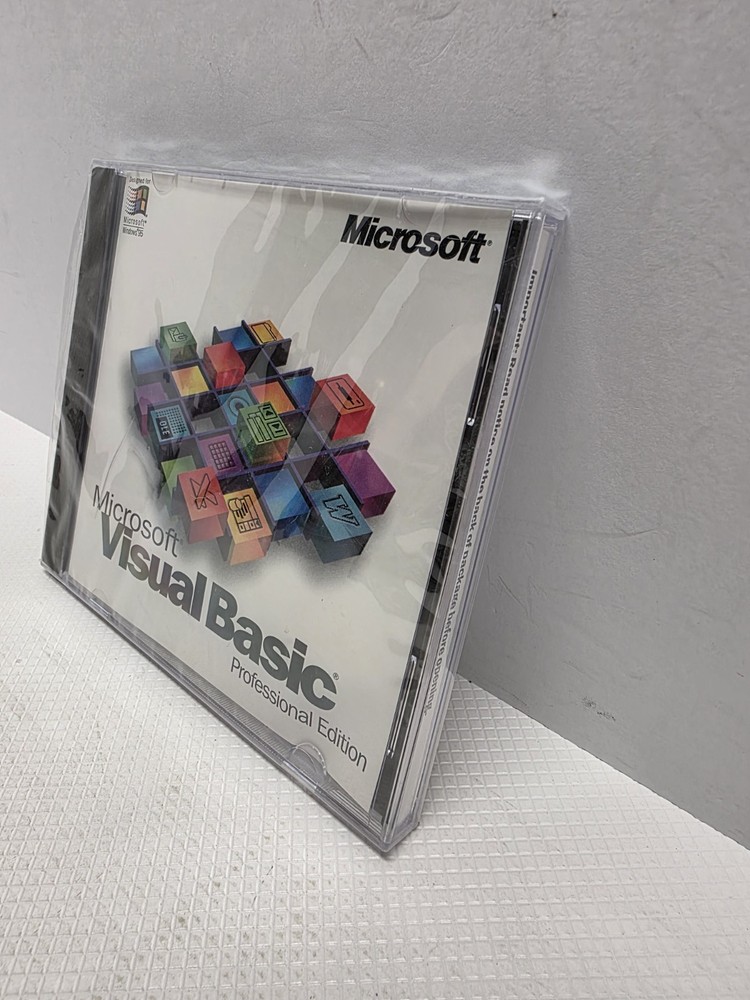 Designed for
Microsoft®
Windows®95
Microsoft®
Microsoft®
Visual Basic®
Professional Edition
Important: Read notice on the back of package before opening.
W